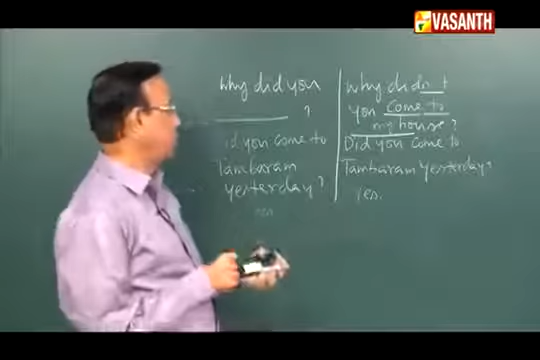 VASANTH
Why did you
?
id you come to
Tambaram
yesterday?
yes
Why didn't
you come to
my house?
Did you come to
Tambaram yesterday?
Yes.